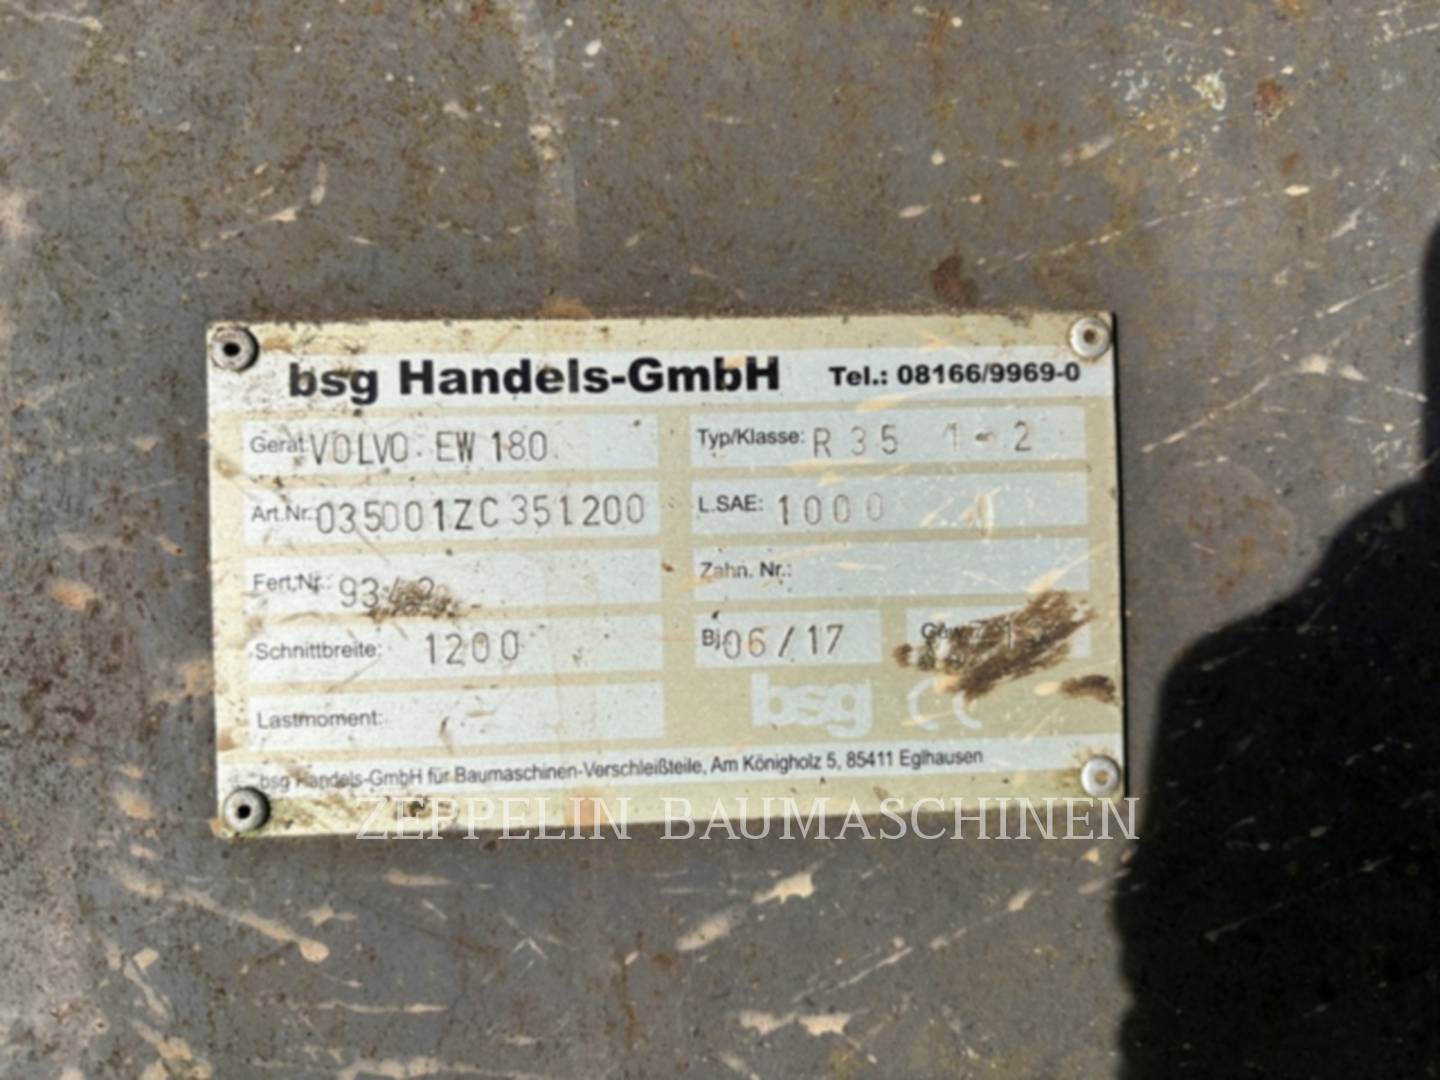 bsg Handels-GmbH Tel.: 08166/9969-0
Gerät: VOLVO EW 180 Typ/Klasse: R 35 1-2
Art.Nr.: 035001ZC351200 L.SAE: 1000
Fert.Nr.: Zahn. Nr.:
Schnittbreite: 1200 Bj. 06/17
Lastmoment: bsg CE
bsg Handels-GmbH für Baumaschinen-Verschleißteile, Am Königholz 5, 85411 Eglhausen
ZEPPELIN BAUMASCHINEN